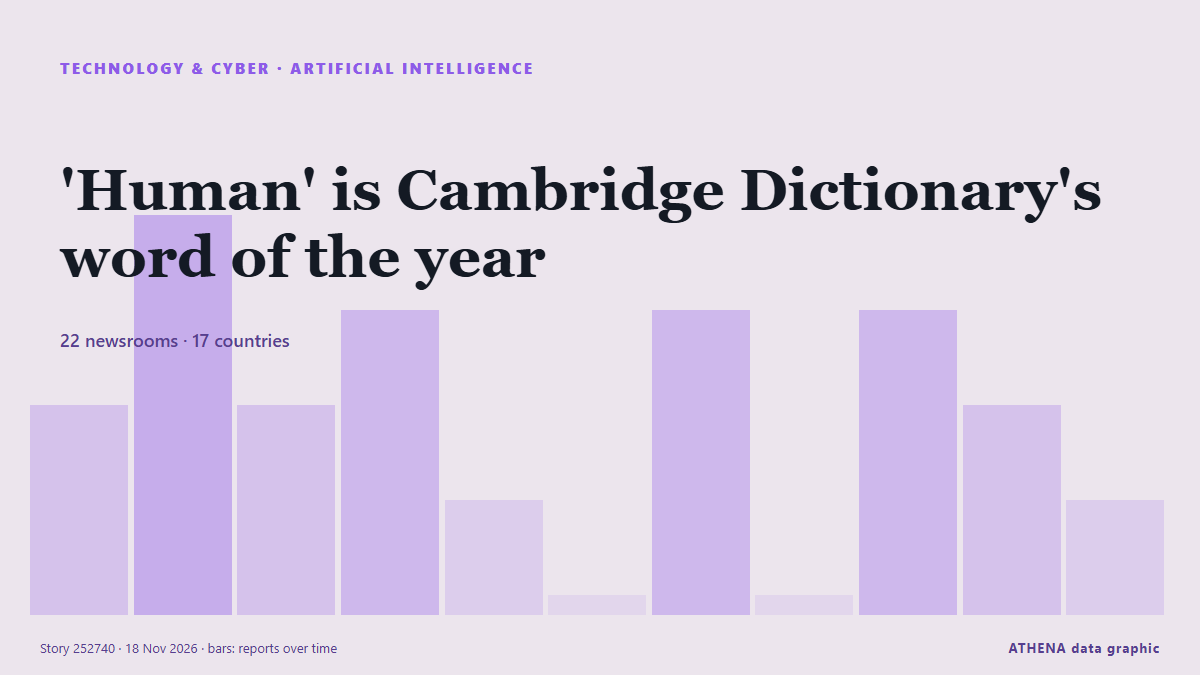 TECHNOLOGY & CYBER · ARTIFICIAL INTELLIGENCE
'Human' is Cambridge Dictionary's
word of the year
22 newsrooms · 17 countries
Story 252740 · 18 Nov 2026 · bars: reports over time
ATHENA data graphic